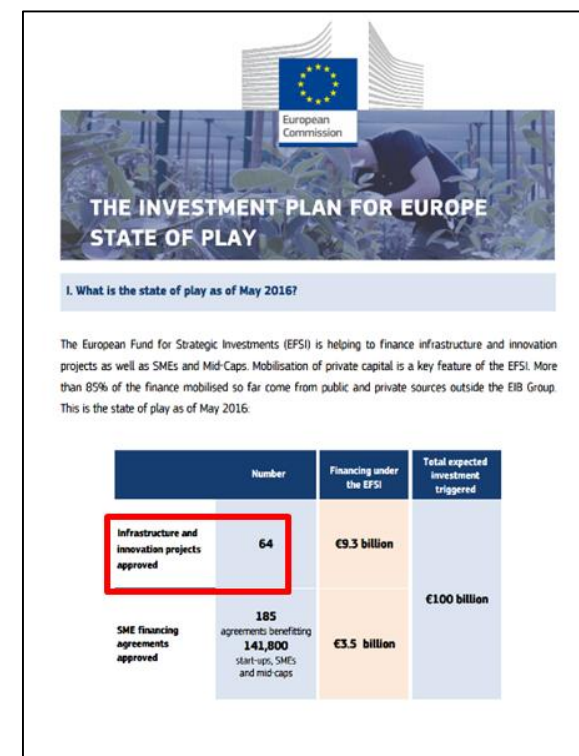 European
Commission
THE INVESTMENT PLAN FOR EUROPE
STATE OF PLAY
I. What is the state of play as of May 2016?
The European Fund for Strategic Investments (EFSI) is helping to finance infrastructure and innovation
projects as well as SMEs and Mid-Caps. Mobilisation of private capital is a key feature of the EFSI. More
than 85% of the finance mobilised so far come from public and private sources outside the EIB Group.
This is the state of play as of May 2016:
Number
Financing under
the EFSI
Total expected
investment
triggered
Infrastructure and
innovation projects
approved
64
€9.3 billion
€100 billion
SME financing
agreements
approved
185
agreements benefitting
141,800
start-ups, SMEs
and mid-caps
€3.5 billion